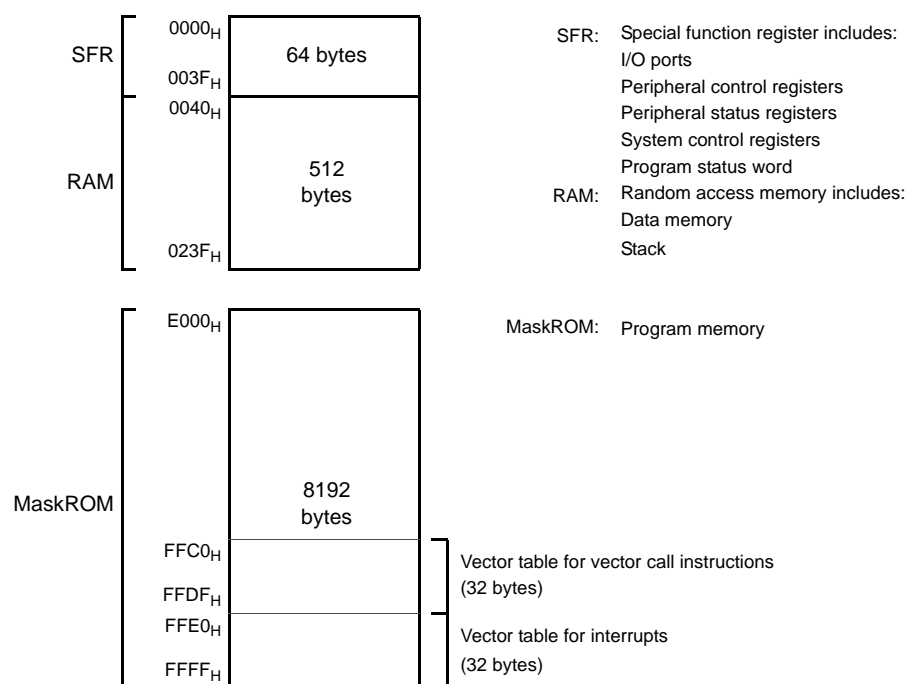 SFR
0000H
64 bytes
003FH
RAM
0040H
512
bytes
023FH
SFR: Special function register includes:
I/O ports
Peripheral control registers
Peripheral status registers
System control registers
Program status word
RAM: Random access memory includes:
Data memory
Stack
MaskROM
E000H
8192
bytes
FFC0H
FFDFH
FFE0H
FFFFH
MaskROM: Program memory
Vector table for vector call instructions
(32 bytes)
Vector table for interrupts
(32 bytes)